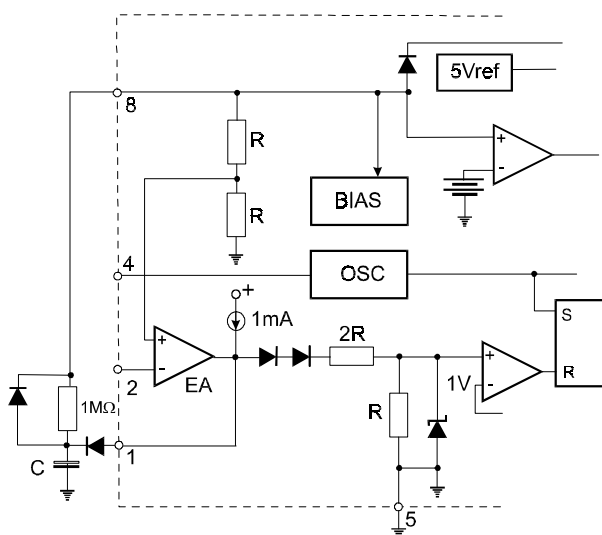 5Vref
8
R
+
-
R
BIAS
4
OSC
+
1mA
S
+
2R
+
2
-
EA
1V
-
R
1MΩ
R
1
C
5